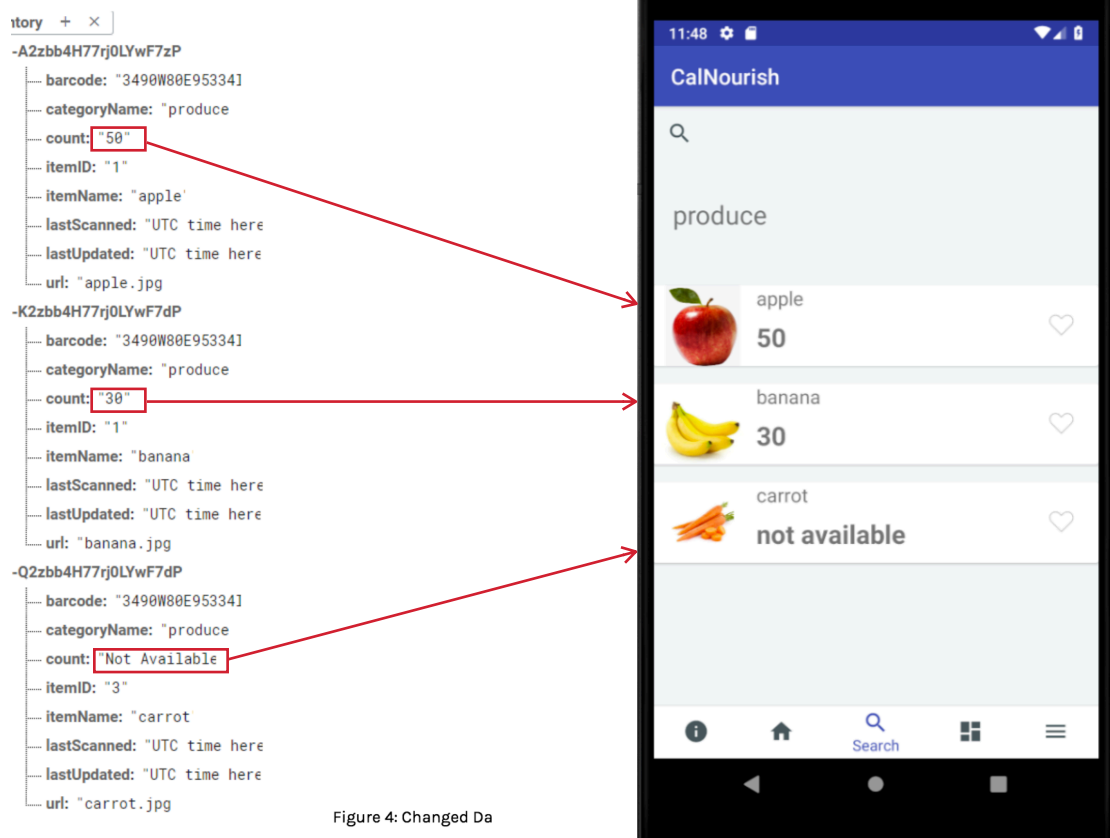 ntory + ×
-A2zbb4H77rj0LYwF7zP
barcode: "3490W80E95334]
categoryName: "produce
count: "50"
itemID: "1"
itemName: "apple'
lastScanned: "UTC time here
lastUpdated: "UTC time here
url: "apple.jpg
-K2zbb4H77rj0LYwF7dP
barcode: "3490W80E95334]
categoryName: "produce
count: "30"
itemID: "1"
itemName: "banana
lastScanned: "UTC time here
lastUpdated: "UTC time here
url: "banana.jpg
-Q2zbb4H77rj0LYwF7dP
barcode: "3490W80E95334]
categoryName: "produce
count: "Not Available
itemID: "3"
itemName: "carrot'
lastScanned: "UTC time here
lastUpdated: "UTC time here
url: "carrot.jpg
Figure 4: Changed Da
11:48
CalNourish
produce
apple
50
banana
30
carrot
not available
Search